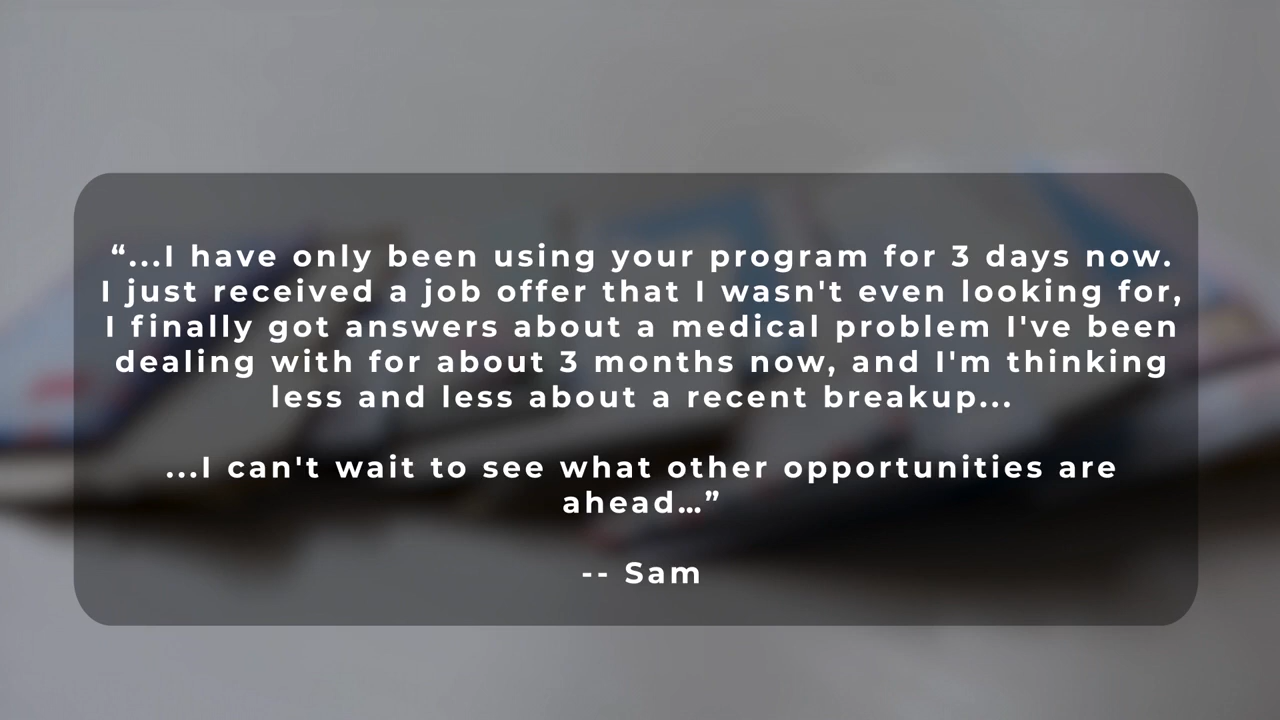 “...I have only been using your program for 3 days now.
I just received a job offer that I wasn't even looking for,
I finally got answers about a medical problem I've been
dealing with for about 3 months now, and I'm thinking
less and less about a recent breakup...
...I can't wait to see what other opportunities are
ahead…”
-- Sam